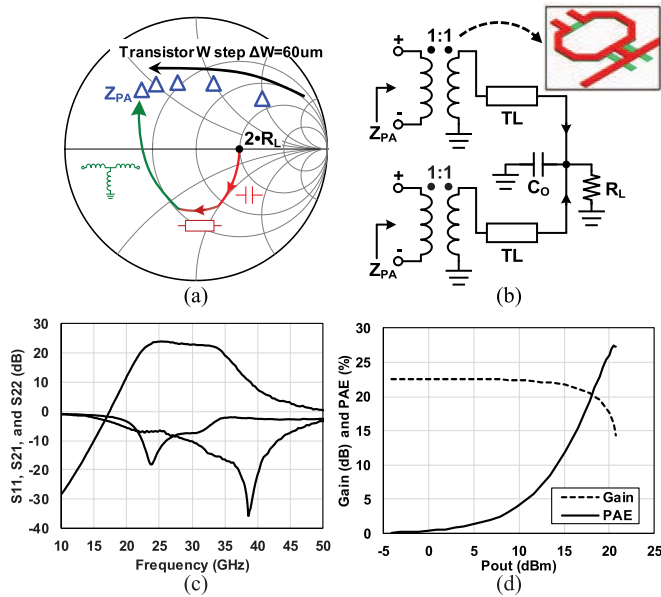 Transistor W step ΔW=60um
Z_PA
2•R_L
(a)
1:1
+
Z_PA
-
TL
1:1
+
Z_PA
-
TL
C_O
R_L
(b)
S11, S21, and S22 (dB)
30
20
10
0
-10
-20
-30
-40
10 15 20 25 30 35 40 45 50
Frequency (GHz)
(c)
Gain (dB) and PAE (%)
30
25
20
15
10
5
0
-5 0 5 10 15 20 25
Pout (dBm)
Gain
PAE
(d)